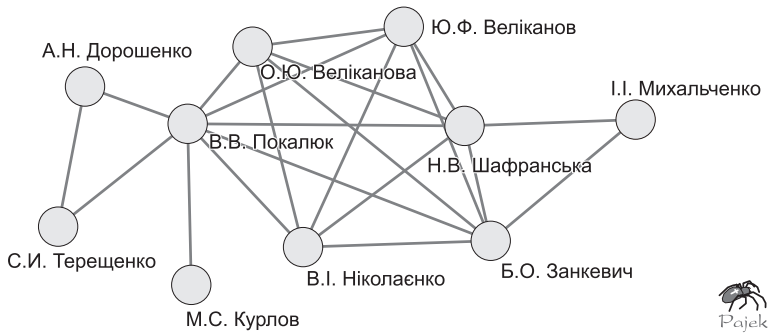 Ю.Ф. Веліканов
А.Н. Дорошенко
О.Ю. Веліканова
І.І. Михальченко
В.В. Покалюк
Н.В. Шафранська
С.И. Терещенко
В.І. Ніколаєнко
Б.О. Занкевич
М.С. Курлов
Pajek